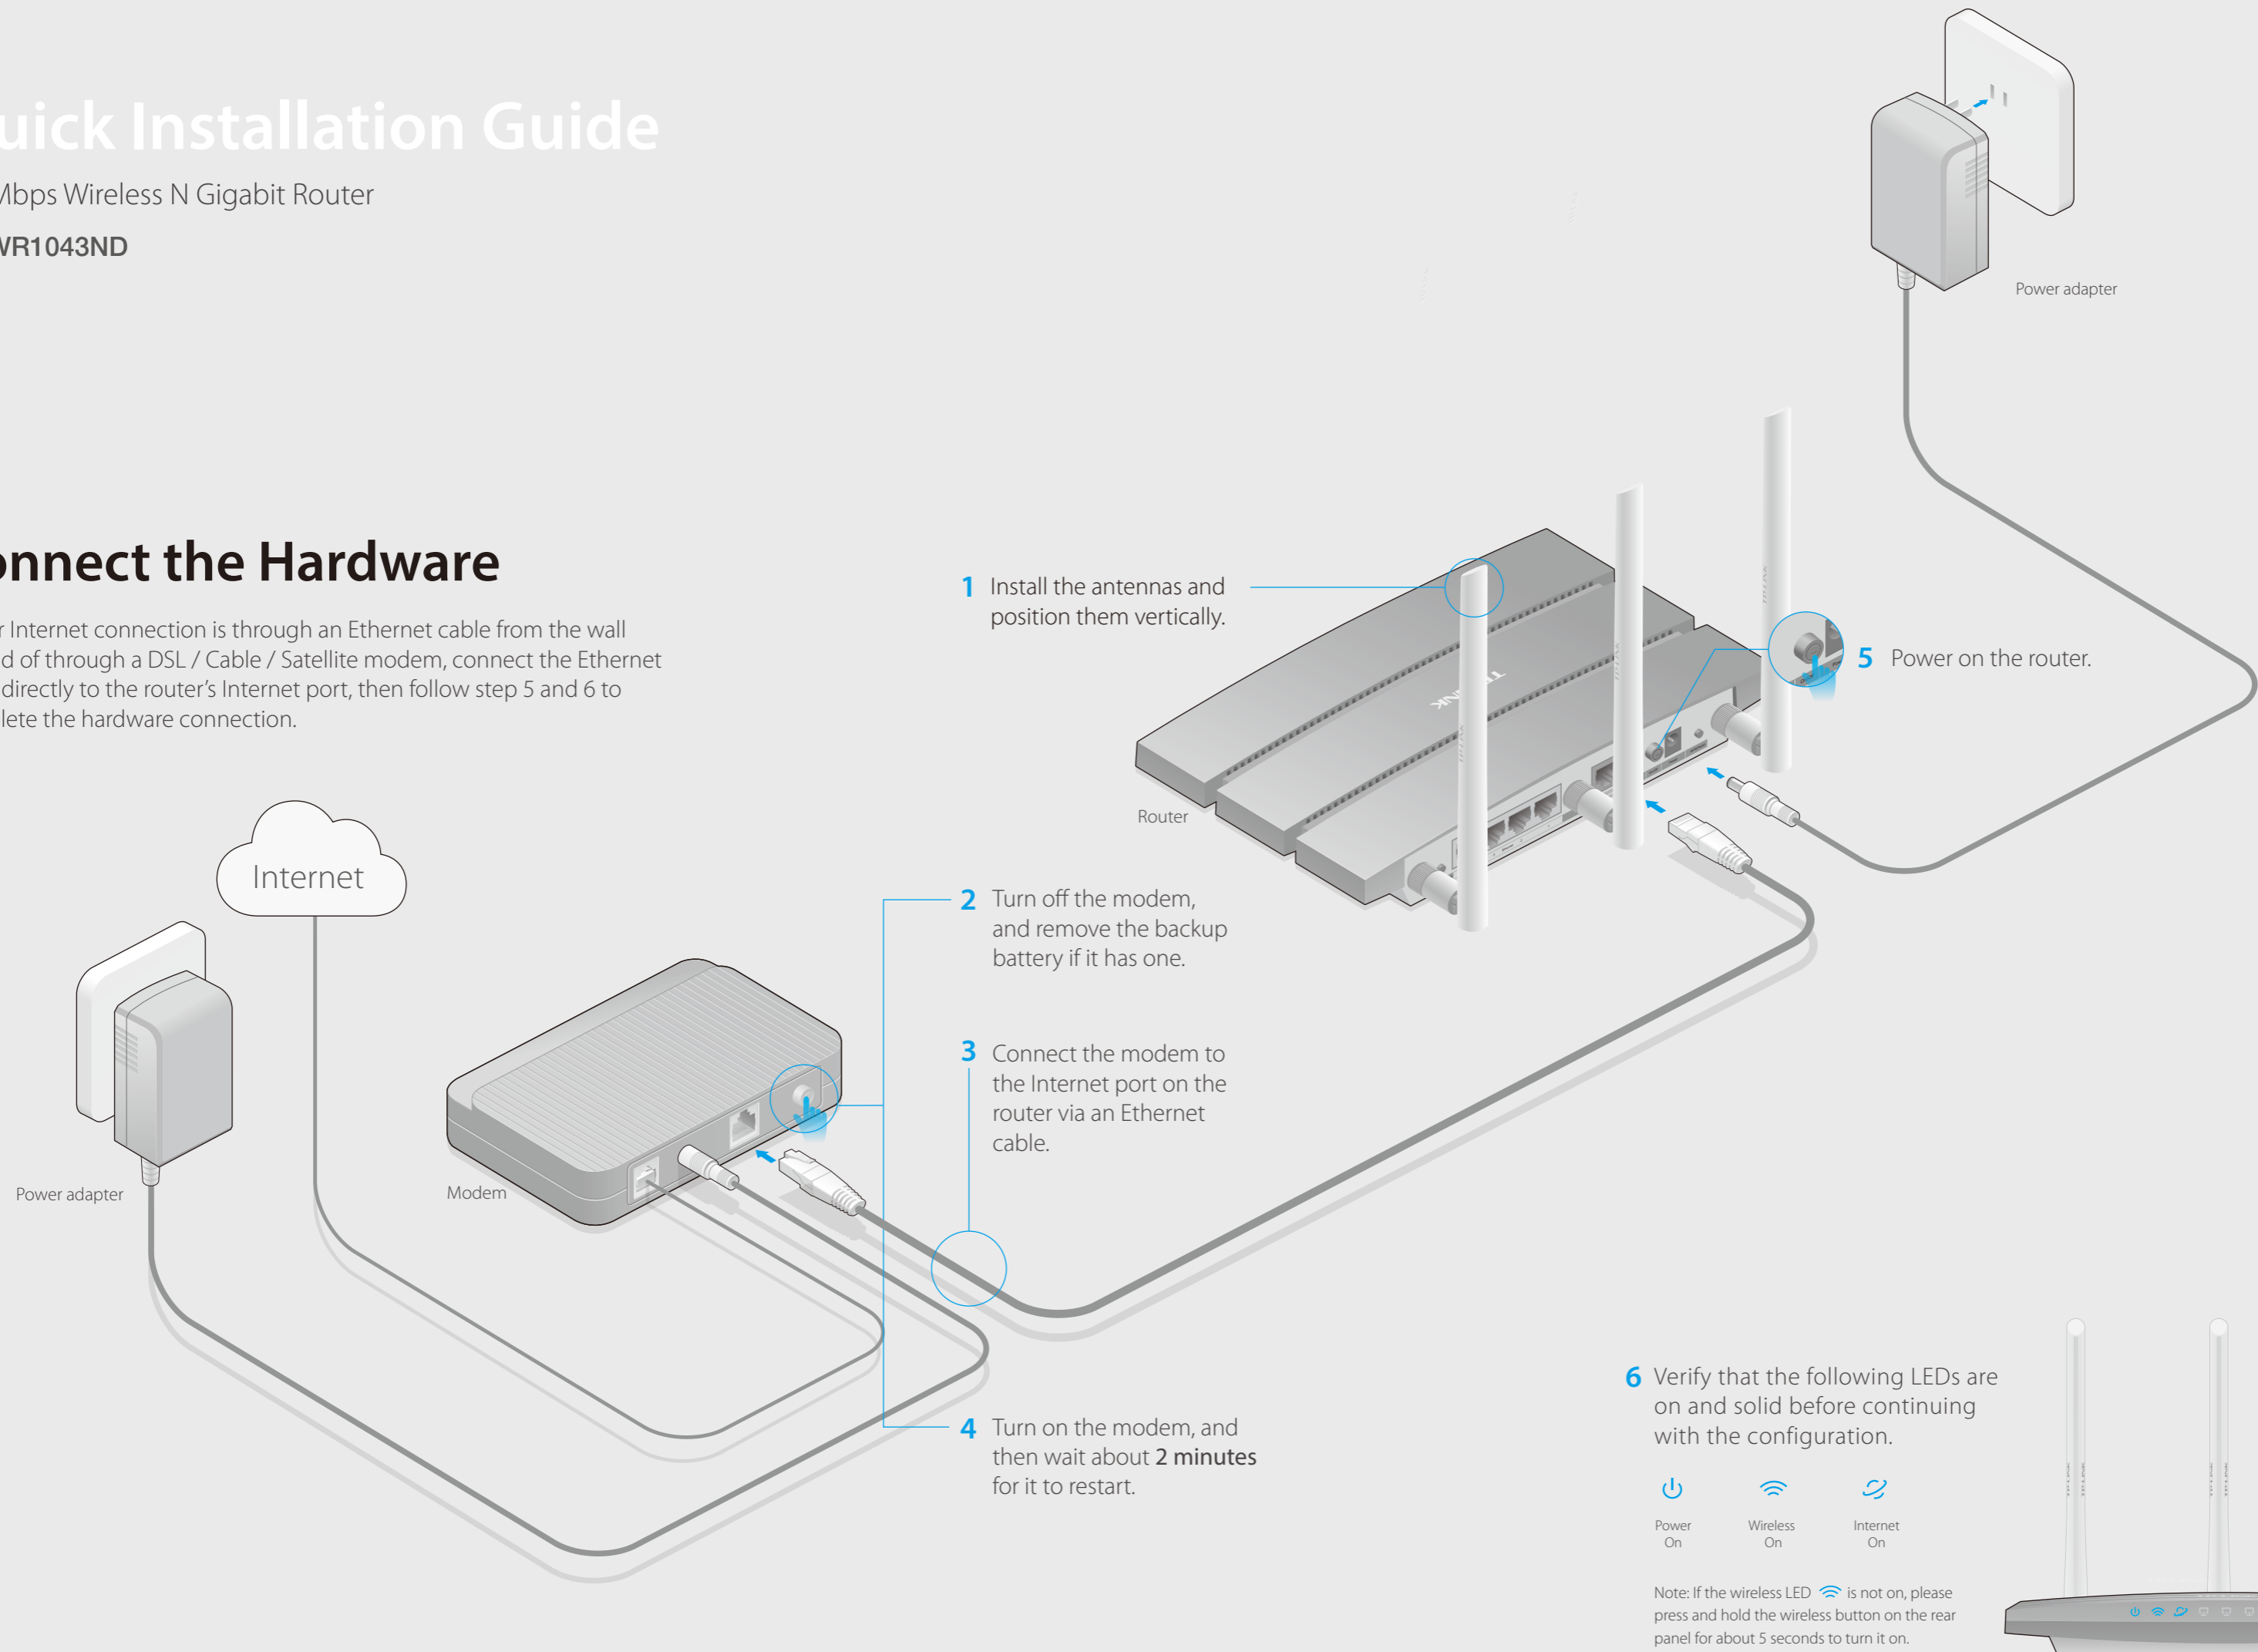 uick Installation Guide
Mbps Wireless N Gigabit Router
WR1043ND
onnect the Hardware
r Internet connection is through an Ethernet cable from the wall
d of through a DSL / Cable / Satellite modem, connect the Ethernet
directly to the router's Internet port, then follow step 5 and 6 to
lete the hardware connection.
Power adapter
1 Install the antennas and
position them vertically.
5 Power on the router.
TP-LINK
Router
Internet
2 Turn off the modem,
and remove the backup
battery if it has one.
3 Connect the modem to
the Internet port on the
router via an Ethernet
cable.
Power adapter
Modem
4 Turn on the modem, and
then wait about 2 minutes
for it to restart.
6 Verify that the following LEDs are
on and solid before continuing
with the configuration.
Power
On
Wireless
On
Internet
On
Note: If the wireless LED is not on, please
press and hold the wireless button on the rear
panel for about 5 seconds to turn it on.